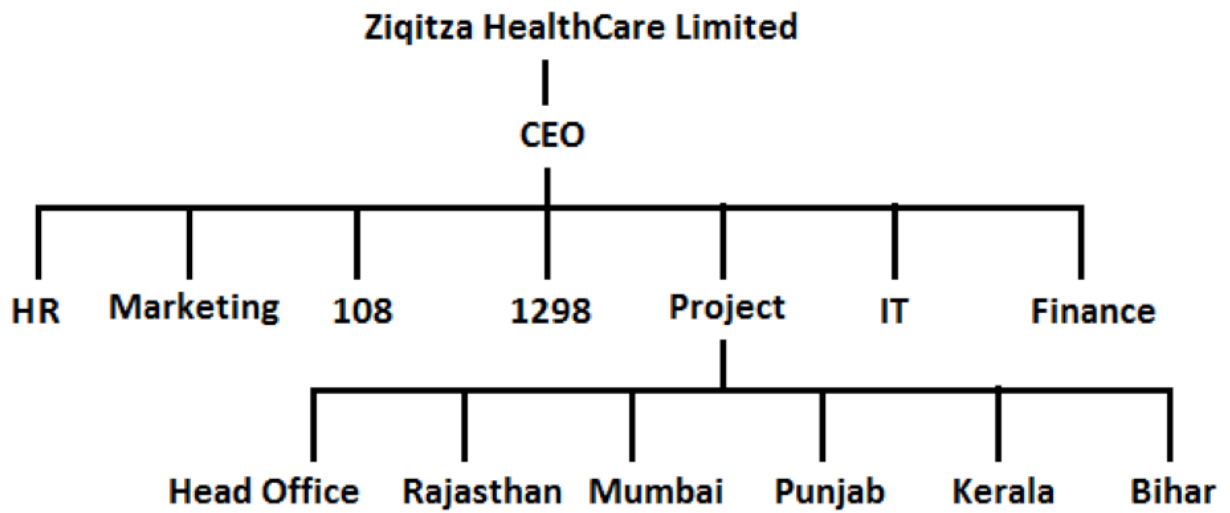 Ziqitza HealthCare Limited
CEO
HR Marketing 108 1298 Project IT Finance
Head Office Rajasthan Mumbai Punjab Kerala Bihar